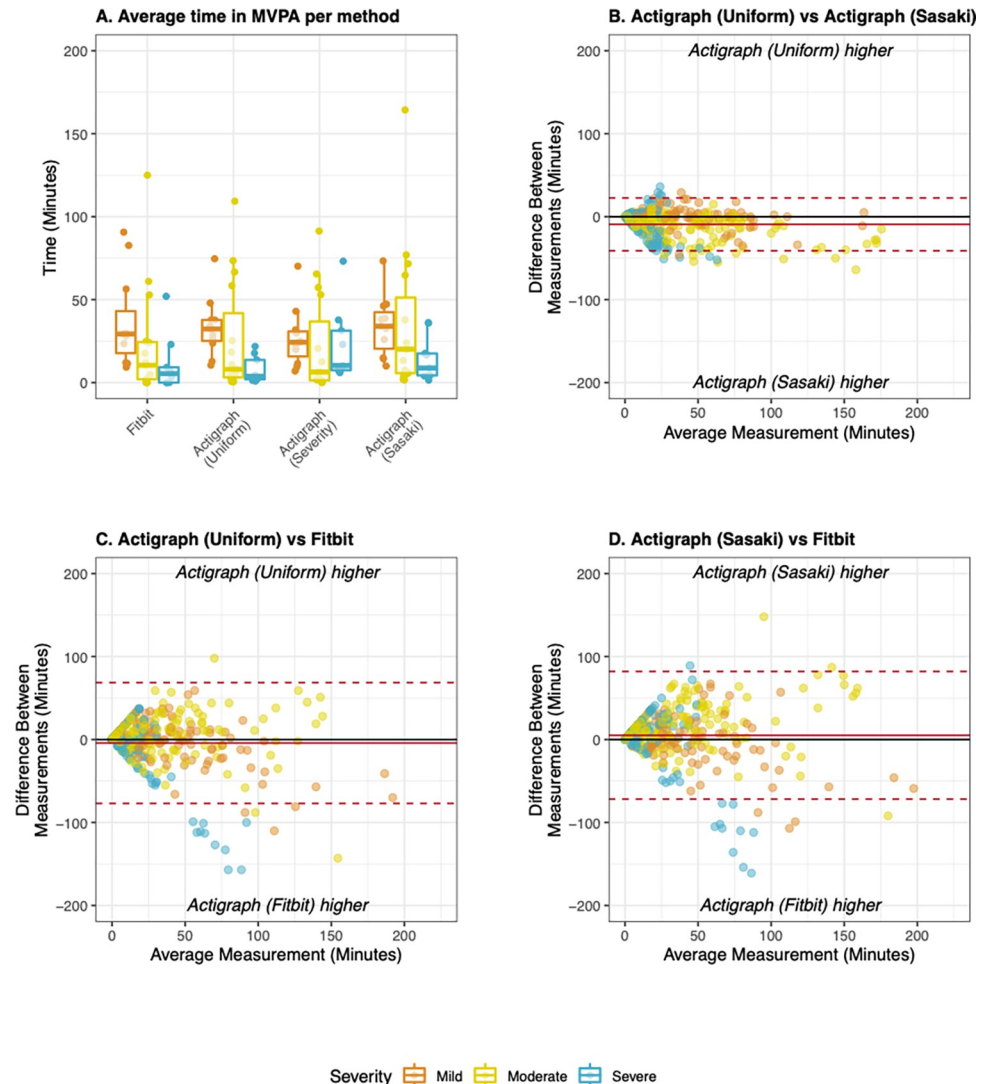 A. Average time in MVPA per method
200
150
100
50
0
Time (Minutes)
Fitbit
Actigraph
(Uniform)
Actigraph
(Severity)
Actigraph
(Sasaki)
B. Actigraph (Uniform) vs Actigraph (Sasaki)
Actigraph (Uniform) higher
200
100
0
−100
−200
Difference Between
Measurements (Minutes)
Actigraph (Sasaki) higher
0 50 100 150 200
Average Measurement (Minutes)
C. Actigraph (Uniform) vs Fitbit
Actigraph (Uniform) higher
200
100
0
−100
−200
Difference Between
Measurements (Minutes)
Actigraph (Fitbit) higher
0 50 100 150 200
Average Measurement (Minutes)
D. Actigraph (Sasaki) vs Fitbit
Actigraph (Sasaki) higher
200
100
0
−100
−200
Difference Between
Measurements (Minutes)
Actigraph (Fitbit) higher
0 50 100 150 200
Average Measurement (Minutes)
Severity Mild Moderate Severe